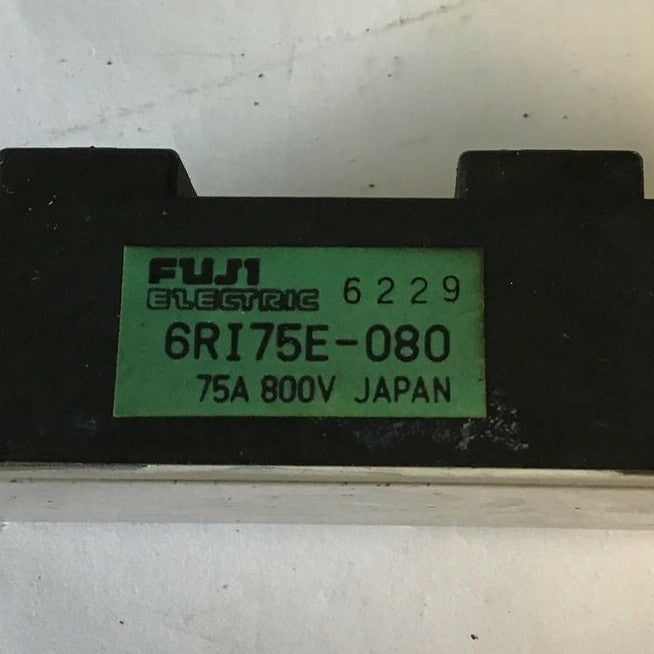 FUJI
ELECTRIC 6229
6RI75E-080
75A 800V JAPAN